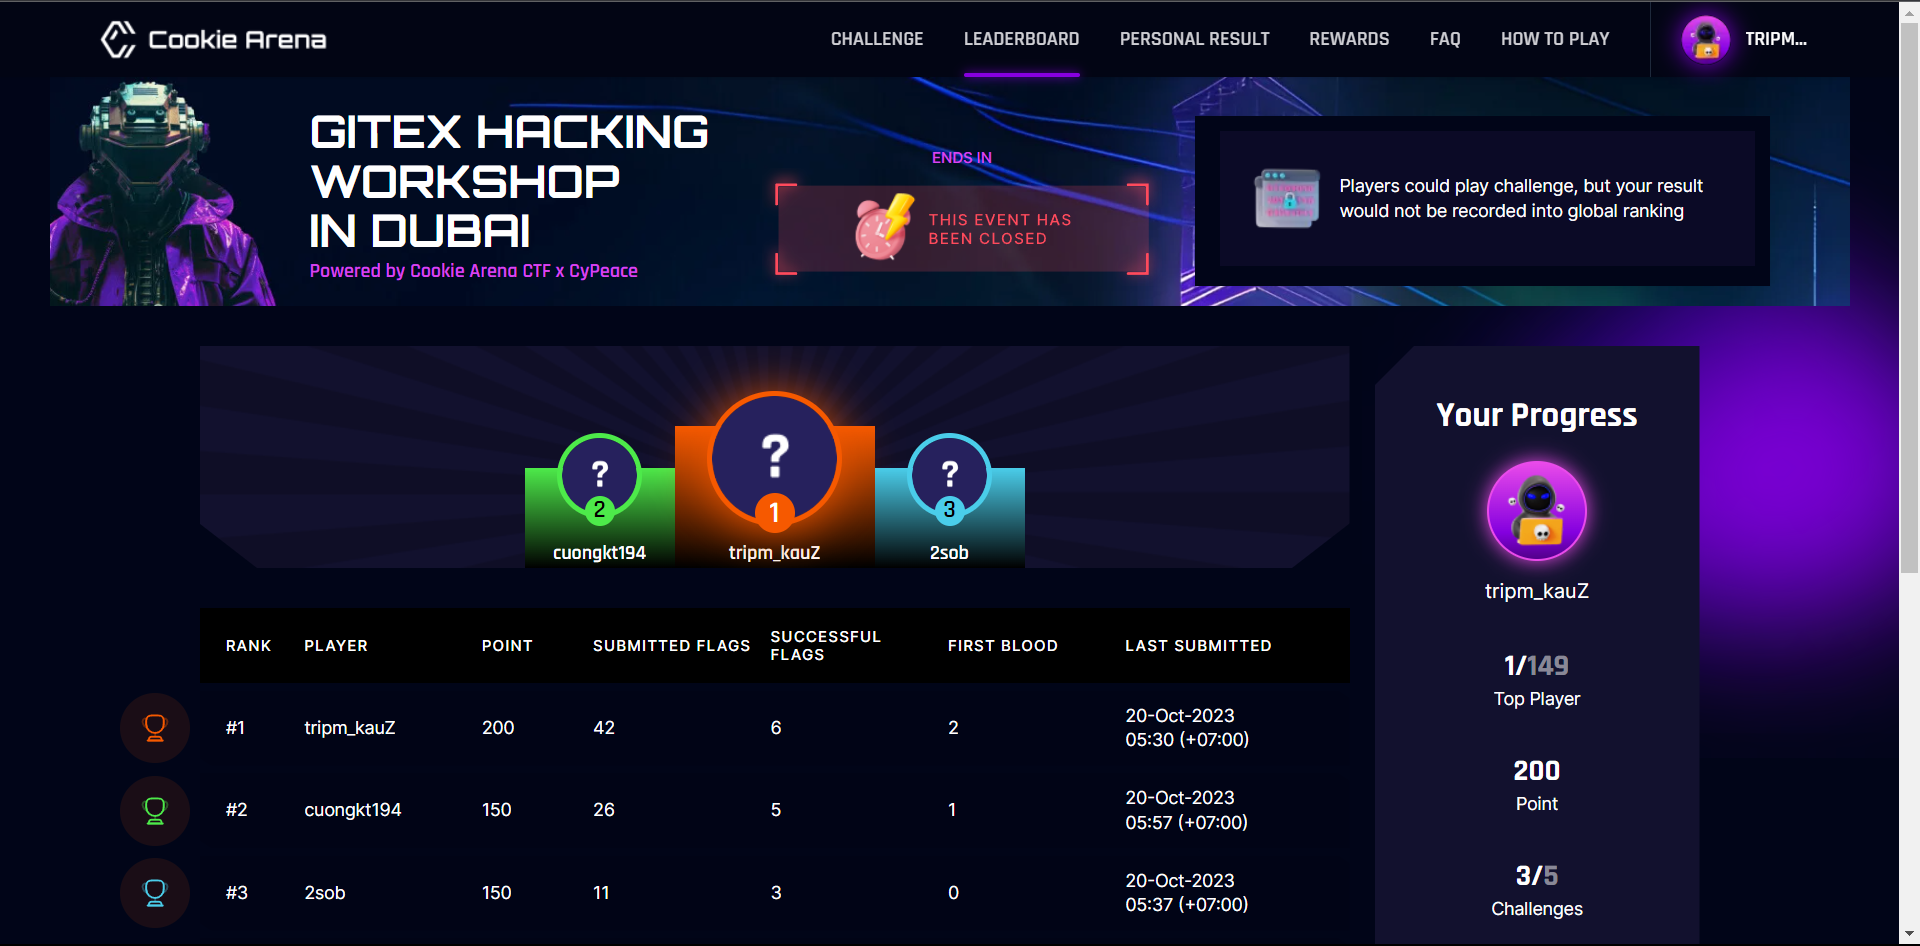 Cookie Arena
CHALLENGE
LEADERBOARD
PERSONAL RESULT
REWARDS
FAQ
HOW TO PLAY
TRIPM...
GITEX HACKING
WORKSHOP
IN DUBAI
Powered by Cookie Arena CTF x CyPeace
ENDS IN
THIS EVENT HAS
BEEN CLOSED
Players could play challenge, but your result
would not be recorded into global ranking
?
2
cuongkt194
?
1
tripm_kauZ
?
3
2sob
RANK PLAYER POINT SUBMITTED FLAGS SUCCESSFUL FLAGS FIRST BLOOD LAST SUBMITTED
#1 tripm_kauZ 200 42 6 2 20-Oct-2023
05:30 (+07:00)
#2 cuongkt194 150 26 5 1 20-Oct-2023
05:57 (+07:00)
#3 2sob 150 11 3 0 20-Oct-2023
05:37 (+07:00)
Your Progress
tripm_kauZ
1/149
Top Player
200
Point
3/5
Challenges